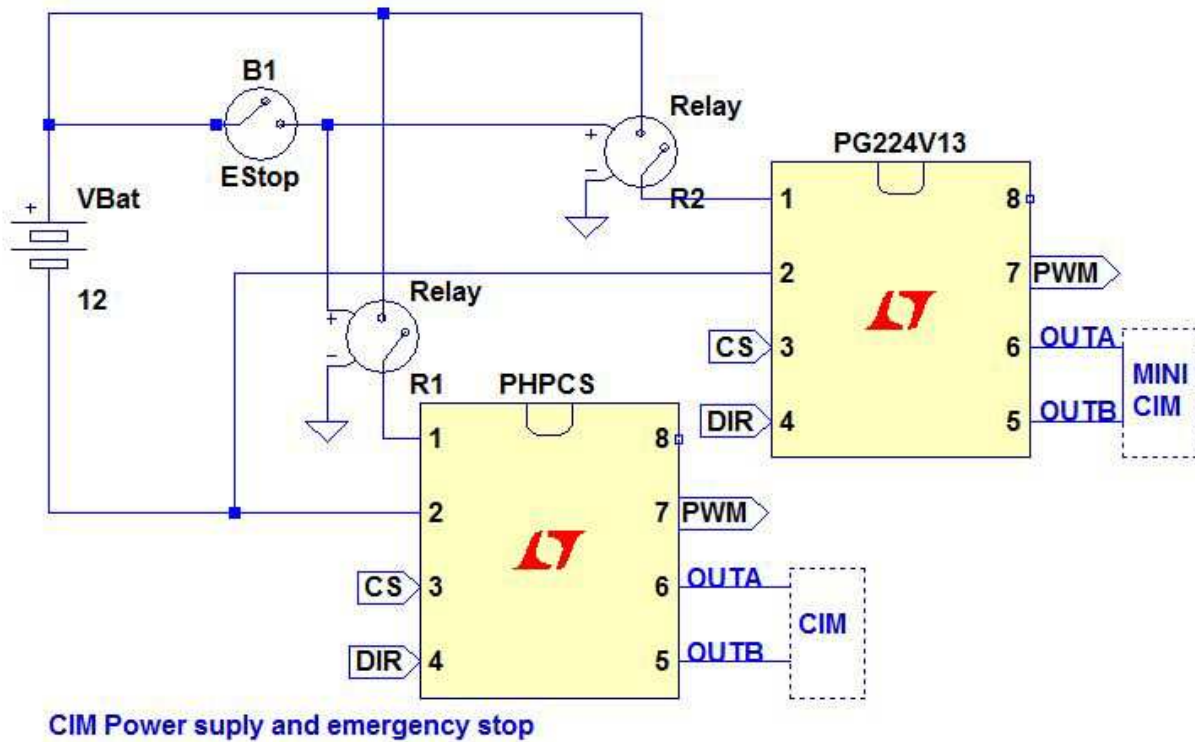 B1
EStop
Relay
R2
PG224V13
1
8
2
7
PWM
CS
3
6
OUTA
DIR
4
5
OUTB
MINI
CIM
+
VBat
12
+
-
Relay
+
-
R1
PHPCS
1
8
2
7
PWM
CS
3
6
OUTA
DIR
4
5
OUTB
CIM
CIM Power suply and emergency stop